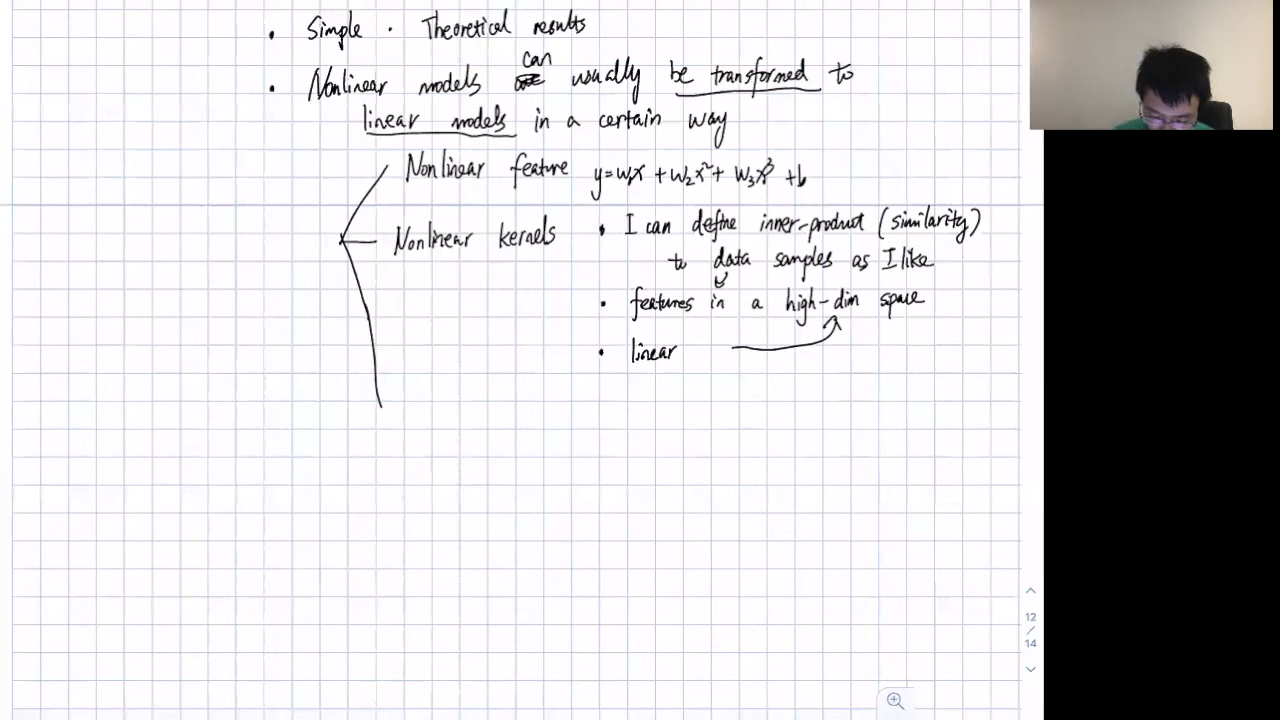 • Simple • Theoretical results
can
• Nonlinear models usually be transformed to
linear models in a certain way
Nonlinear feature y=w₁x + w₂x² + w₃x³ + b
Nonlinear kernels • I can define inner-product (similarity)
to data samples as I like
• features in a high-dim space
• linear
12
/
14